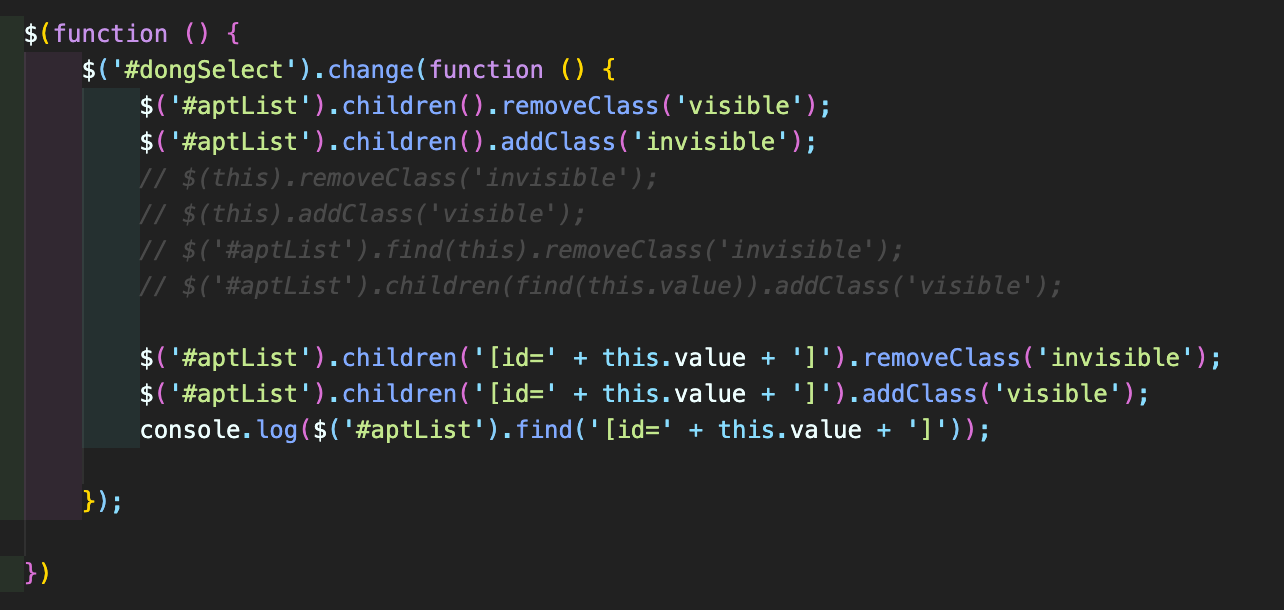 $(function () {
$('#dongSelect').change(function () {
$('#aptList').children().removeClass('visible');
$('#aptList').children().addClass('invisible');
// $(this).removeClass('invisible');
// $(this).addClass('visible');
// $('#aptList').find(this).removeClass('invisible');
// $('#aptList').children(find(this.value)).addClass('visible');
$('#aptList').children('[id=' + this.value + ']').removeClass('invisible');
$('#aptList').children('[id=' + this.value + ']').addClass('visible');
console.log($('#aptList').find('[id=' + this.value + ']'));
});
})